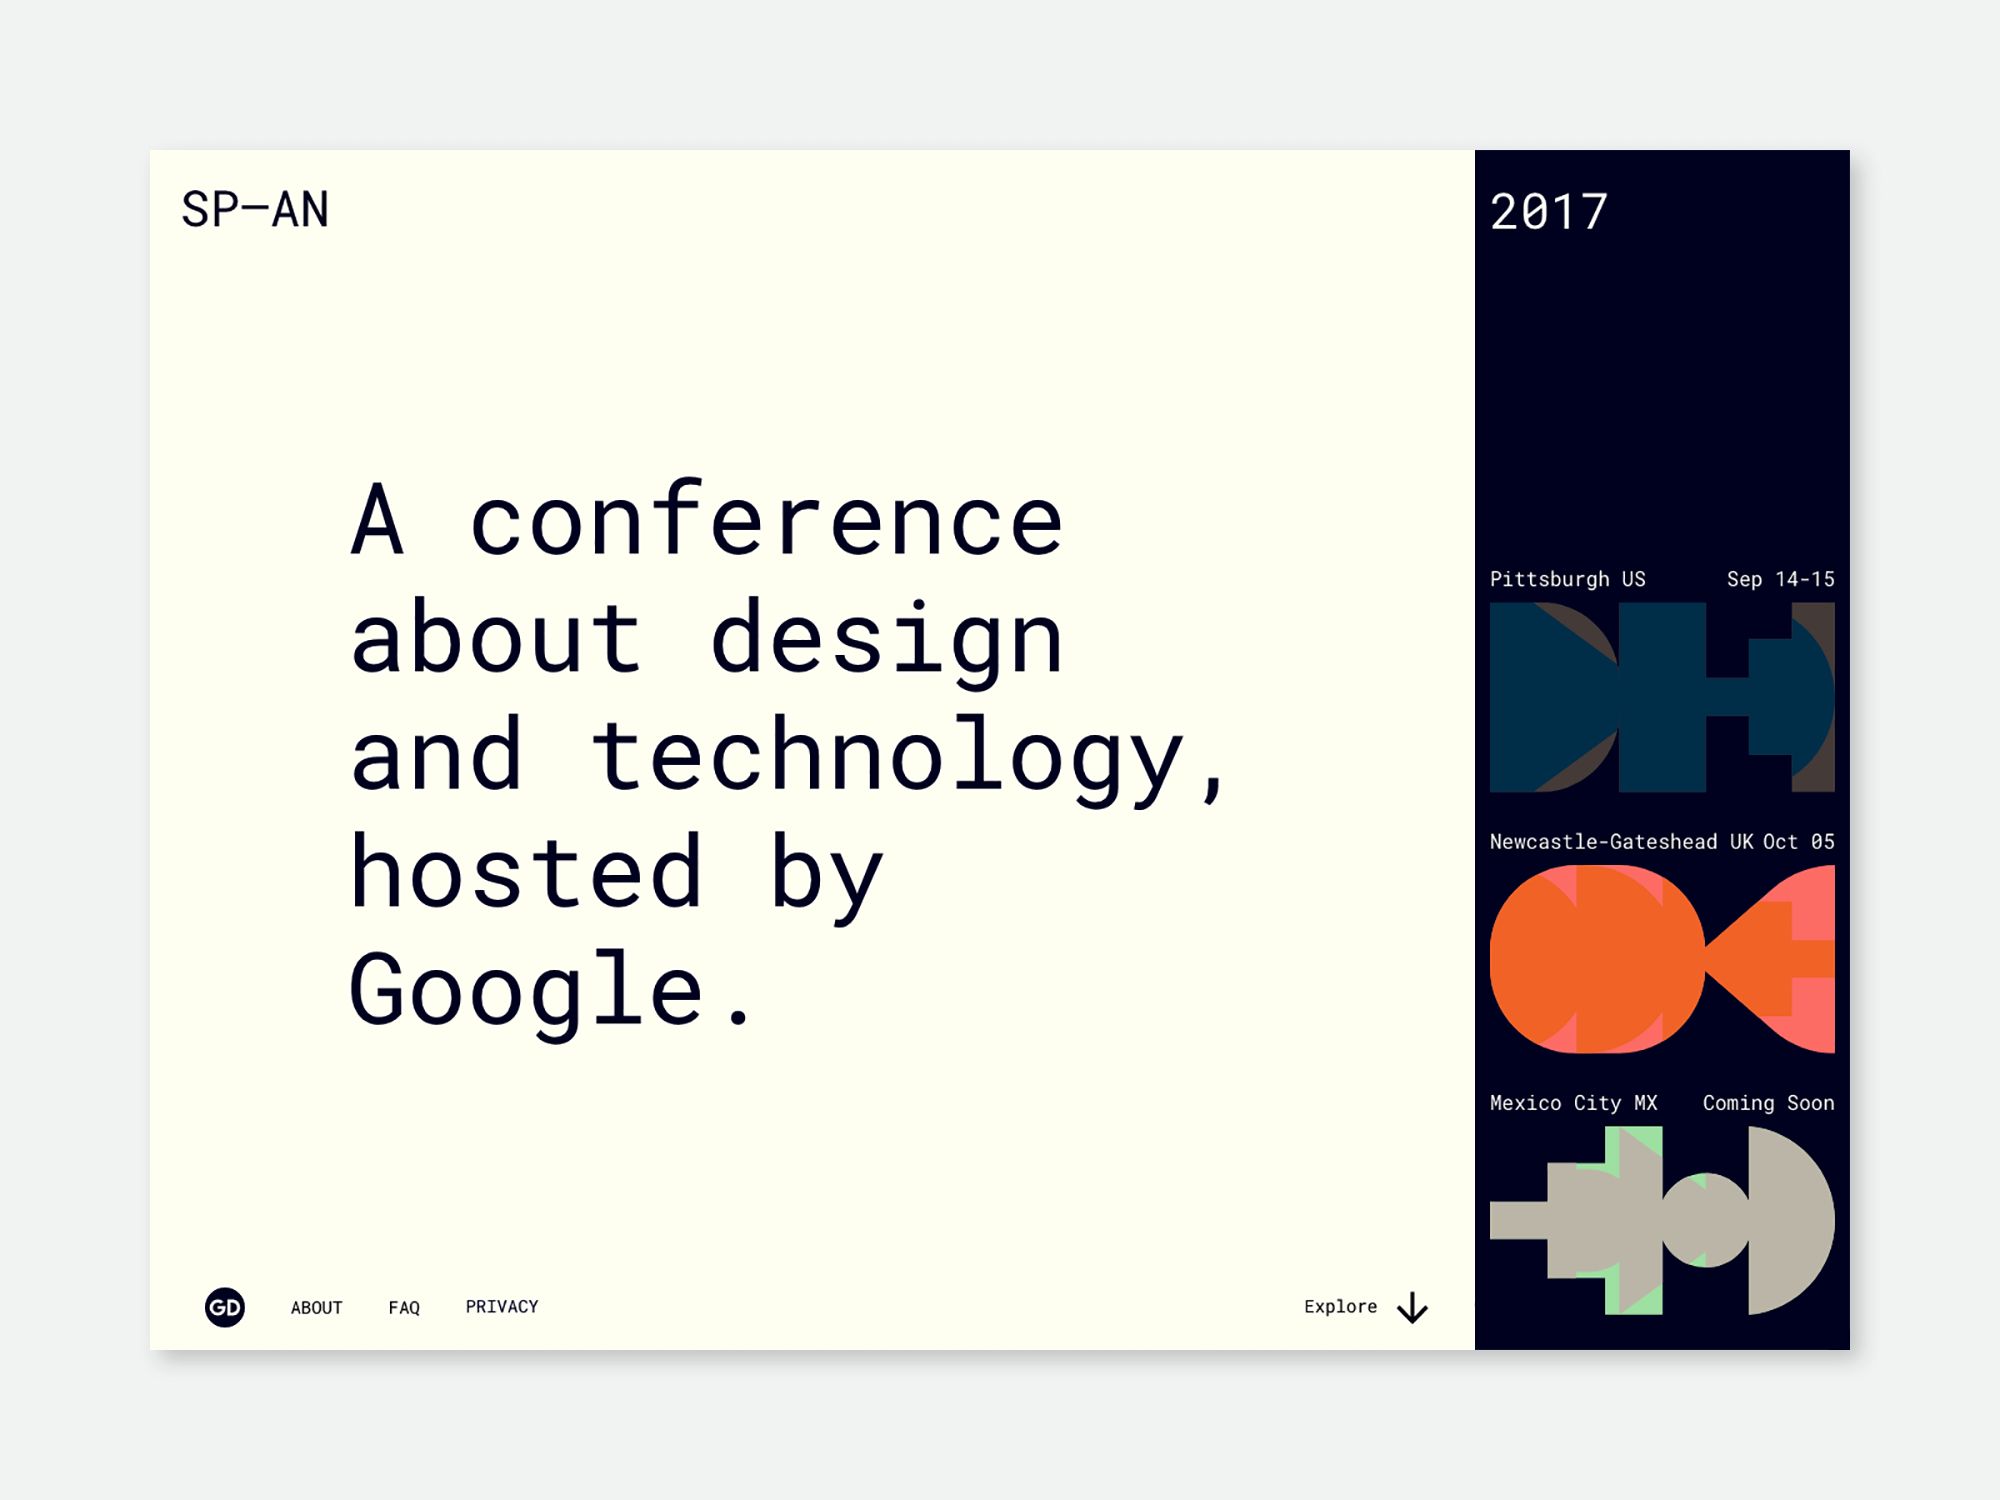 SP—AN
A conference
about design
and technology,
hosted by
Google.
GD ABOUT FAQ PRIVACY
Explore
2017
Pittsburgh US Sep 14-15
Newcastle-Gateshead UK Oct 05
Mexico City MX Coming Soon